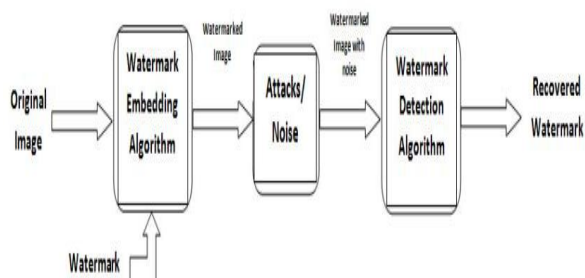 Original
Image
Watermark
Embedding
Algorithm
Watermark
Watermarked
Image
Attacks/
Noise
Watermarked
Image with
noise
Watermark
Detection
Algorithm
Recovered
Watermark